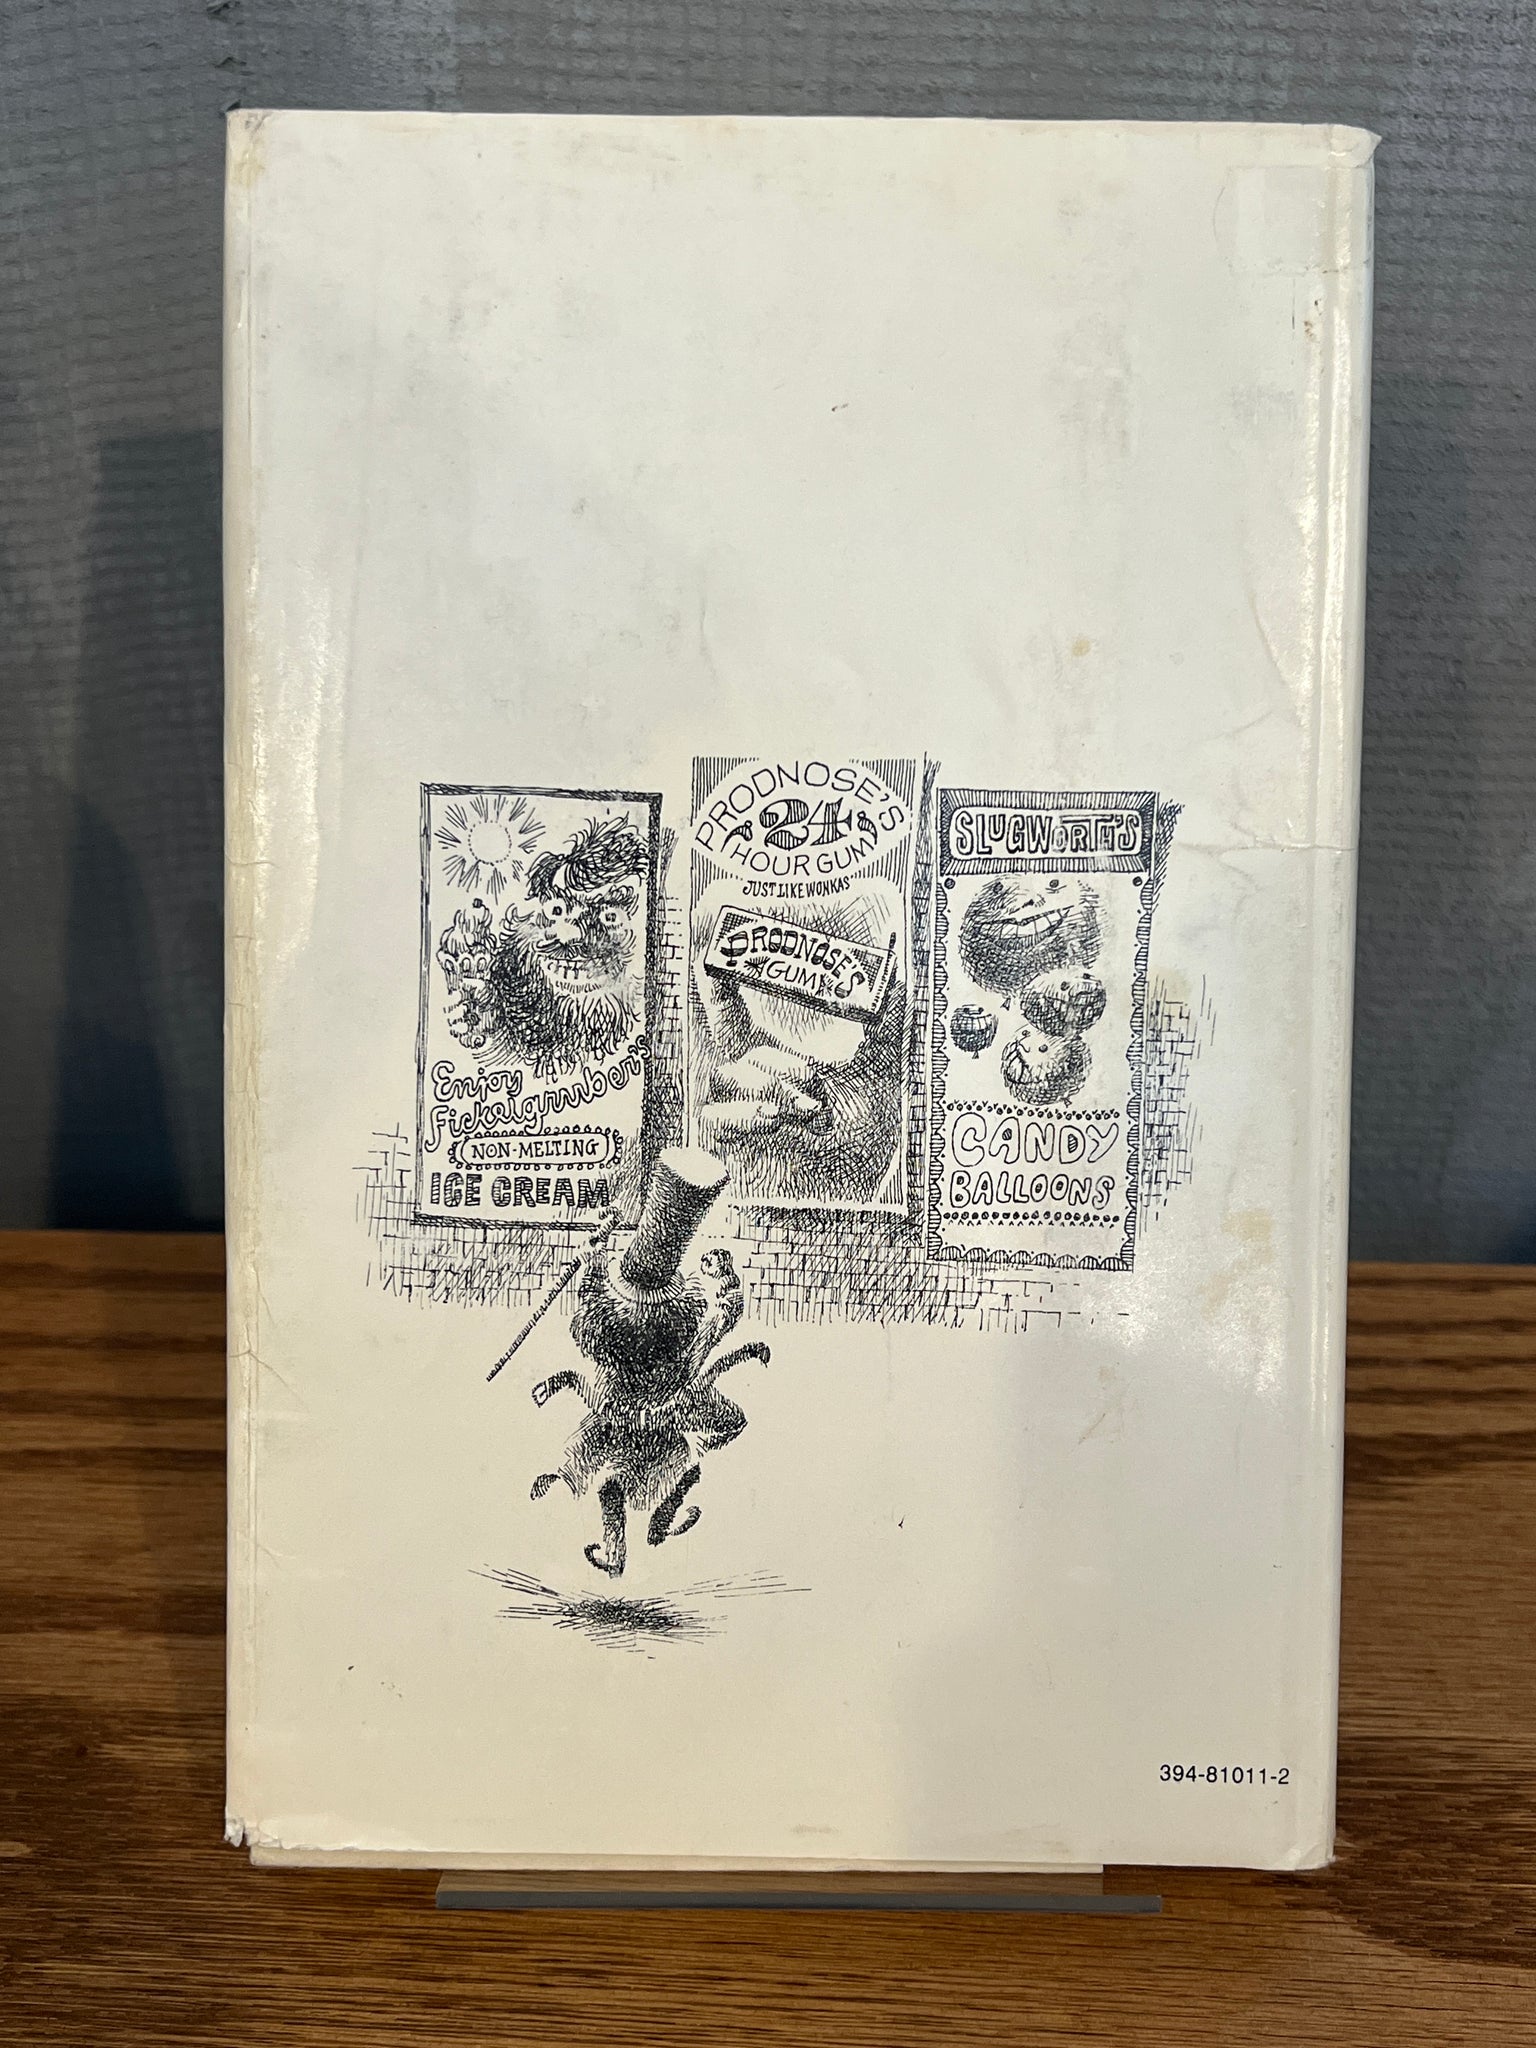 Enjoy
Fickelgruber's
NON-MELTING
ICE CREAM
PRODNOSE'S
24
HOUR GUM
JUST LIKE WONKAS
PRODNOSE'S
GUM
SLUGWORTH'S
CANDY
BALLOONS
394-81011-2